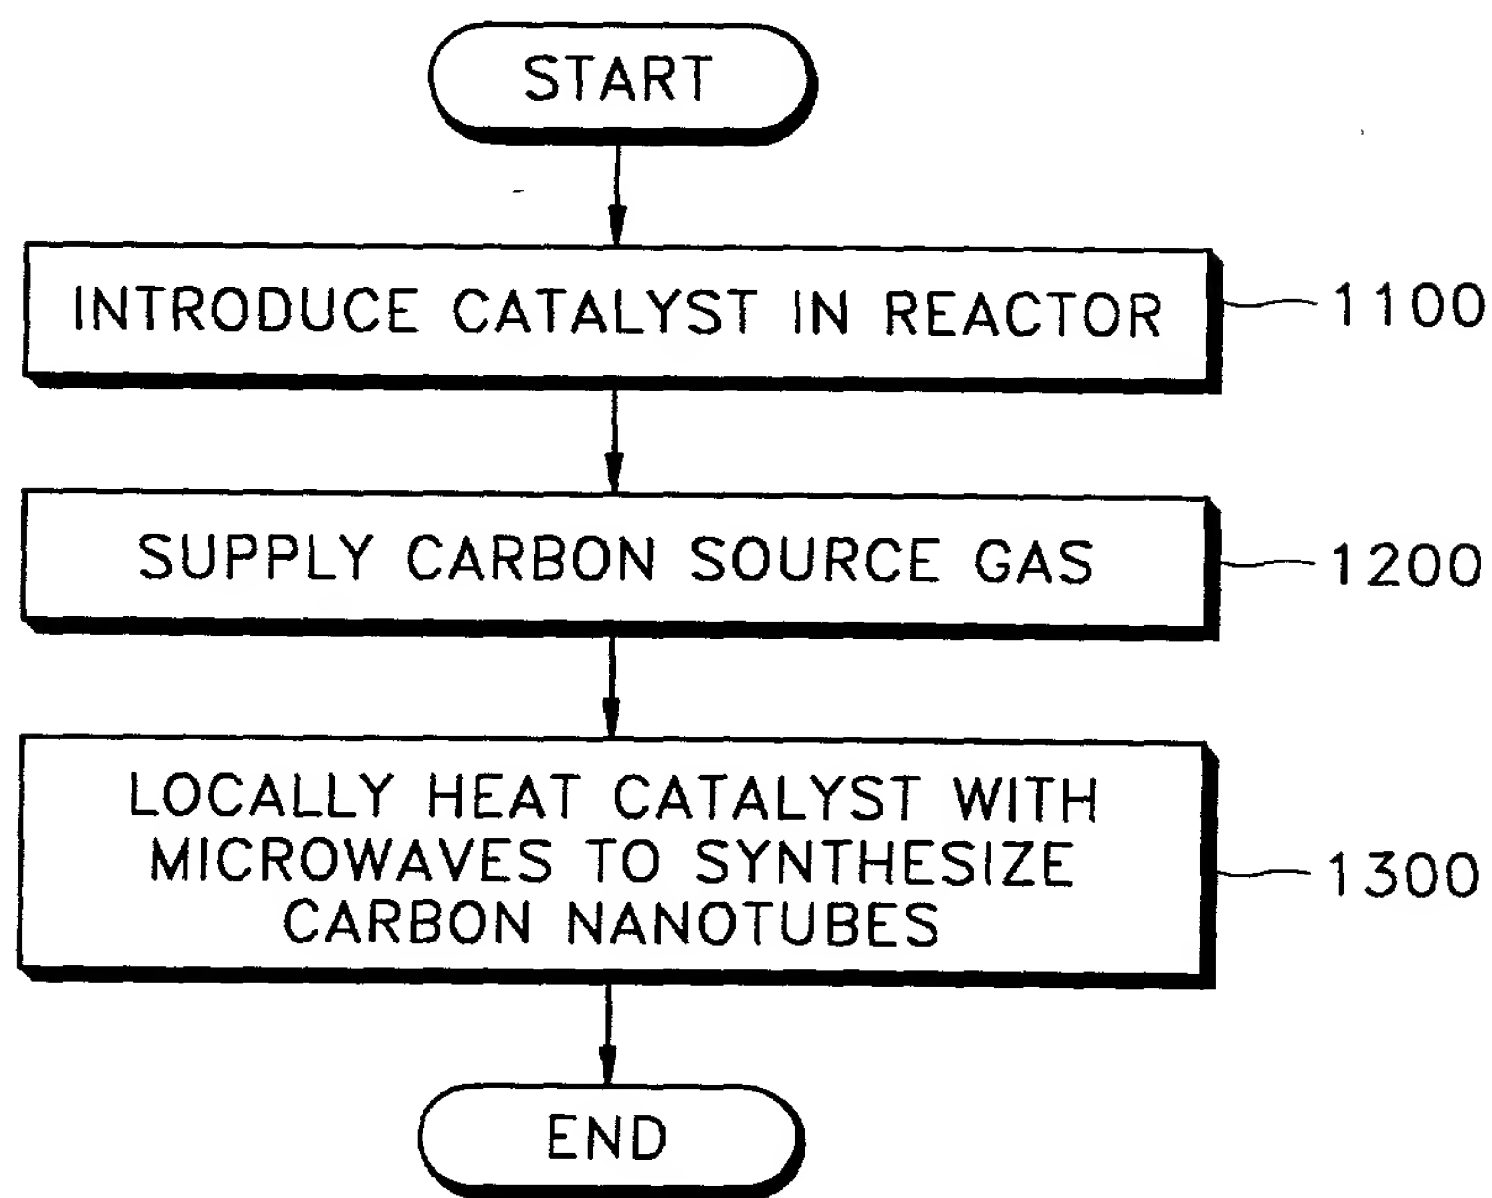 START
INTRODUCE CATALYST IN REACTOR
1100
SUPPLY CARBON SOURCE GAS
1200
LOCALLY HEAT CATALYST WITH
MICROWAVES TO SYNTHESIZE
CARBON NANOTUBES
1300
END